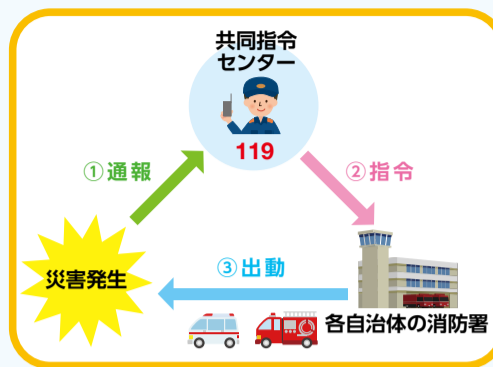 共同指令
センター
119
①通報
②指令
災害発生
③出動
各自治体の消防署